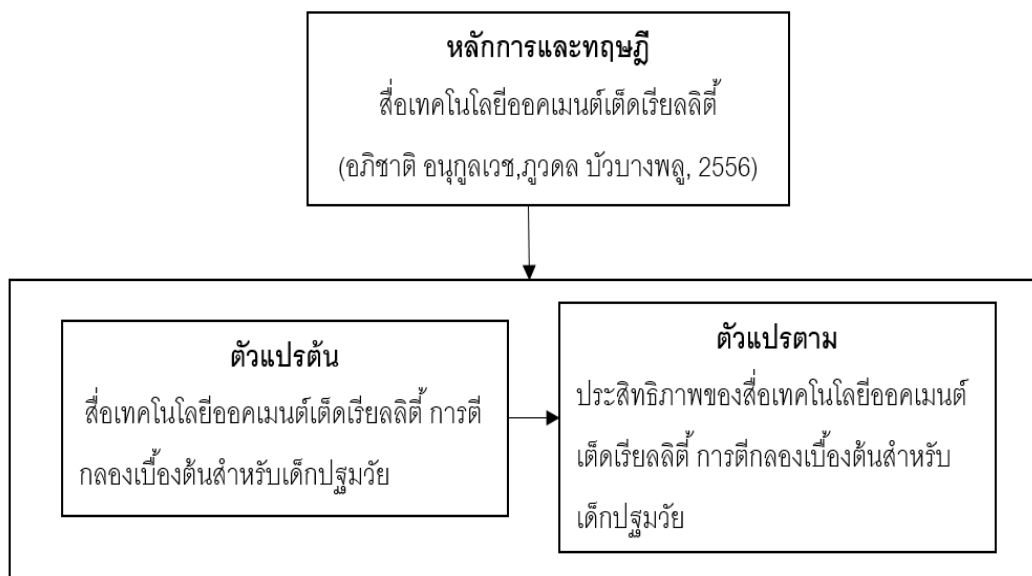 หลักการและทฤษฎี
สื่อเทคโนโลยีออคเมนต์เต็ดเรียลลิตี้
(อภิชาติ อนุกูลเวช,ภูวดล บัวบางพลู, 2556)
ตัวแปรต้น
สื่อเทคโนโลยีออคเมนต์เต็ดเรียลลิตี้ การตี
กลองเบื้องต้นสำหรับเด็กปฐมวัย
ตัวแปรตาม
ประสิทธิภาพของสื่อเทคโนโลยีออคเมนต์
เต็ดเรียลลิตี้ การตีกลองเบื้องต้นสำหรับ
เด็กปฐมวัย